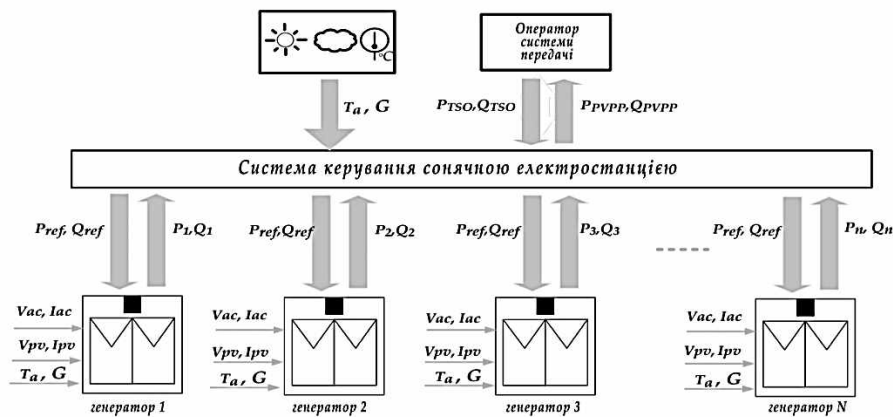 °C
Оператор
системи
передачі
Ta , G
PTSO,QTSO
PPVPP,QPVPP
Система керування сонячною електростанцією
Pref, Qref
P1,Q1
Pref,Qref
P2,Q2
Pref,Qref
P3,Q3
Pref, Qref
Pn, Qn
Vac, Iac
Vpv, Ipv
Ta , G
генератор 1
Vac, Iac
Vpv,Ipv
Ta , G
генератор 2
Vac, Iac
Vpv,Ipv
Ta , G
генератор 3
Vac, Iac
Vpv, Ipv
Ta , G
генератор N